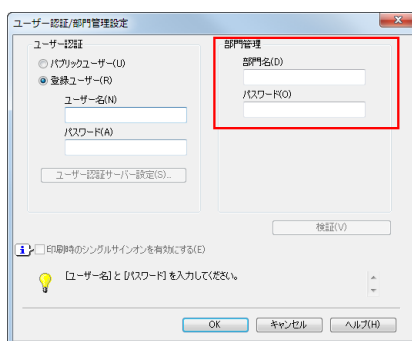 ユーザー認証/部門管理設定
ユーザー認証
パブリックユーザー(U)
登録ユーザー(R)
ユーザー名(N)
パスワード(A)
ユーザー認証サーバー設定(S)...
部門管理
部門名(D)
パスワード(O)
検証(V)
印刷時のシングルサインオンを有効にする(E)
[ユーザー名]と[パスワード]を入力してください。
OK
キャンセル
ヘルプ(H)